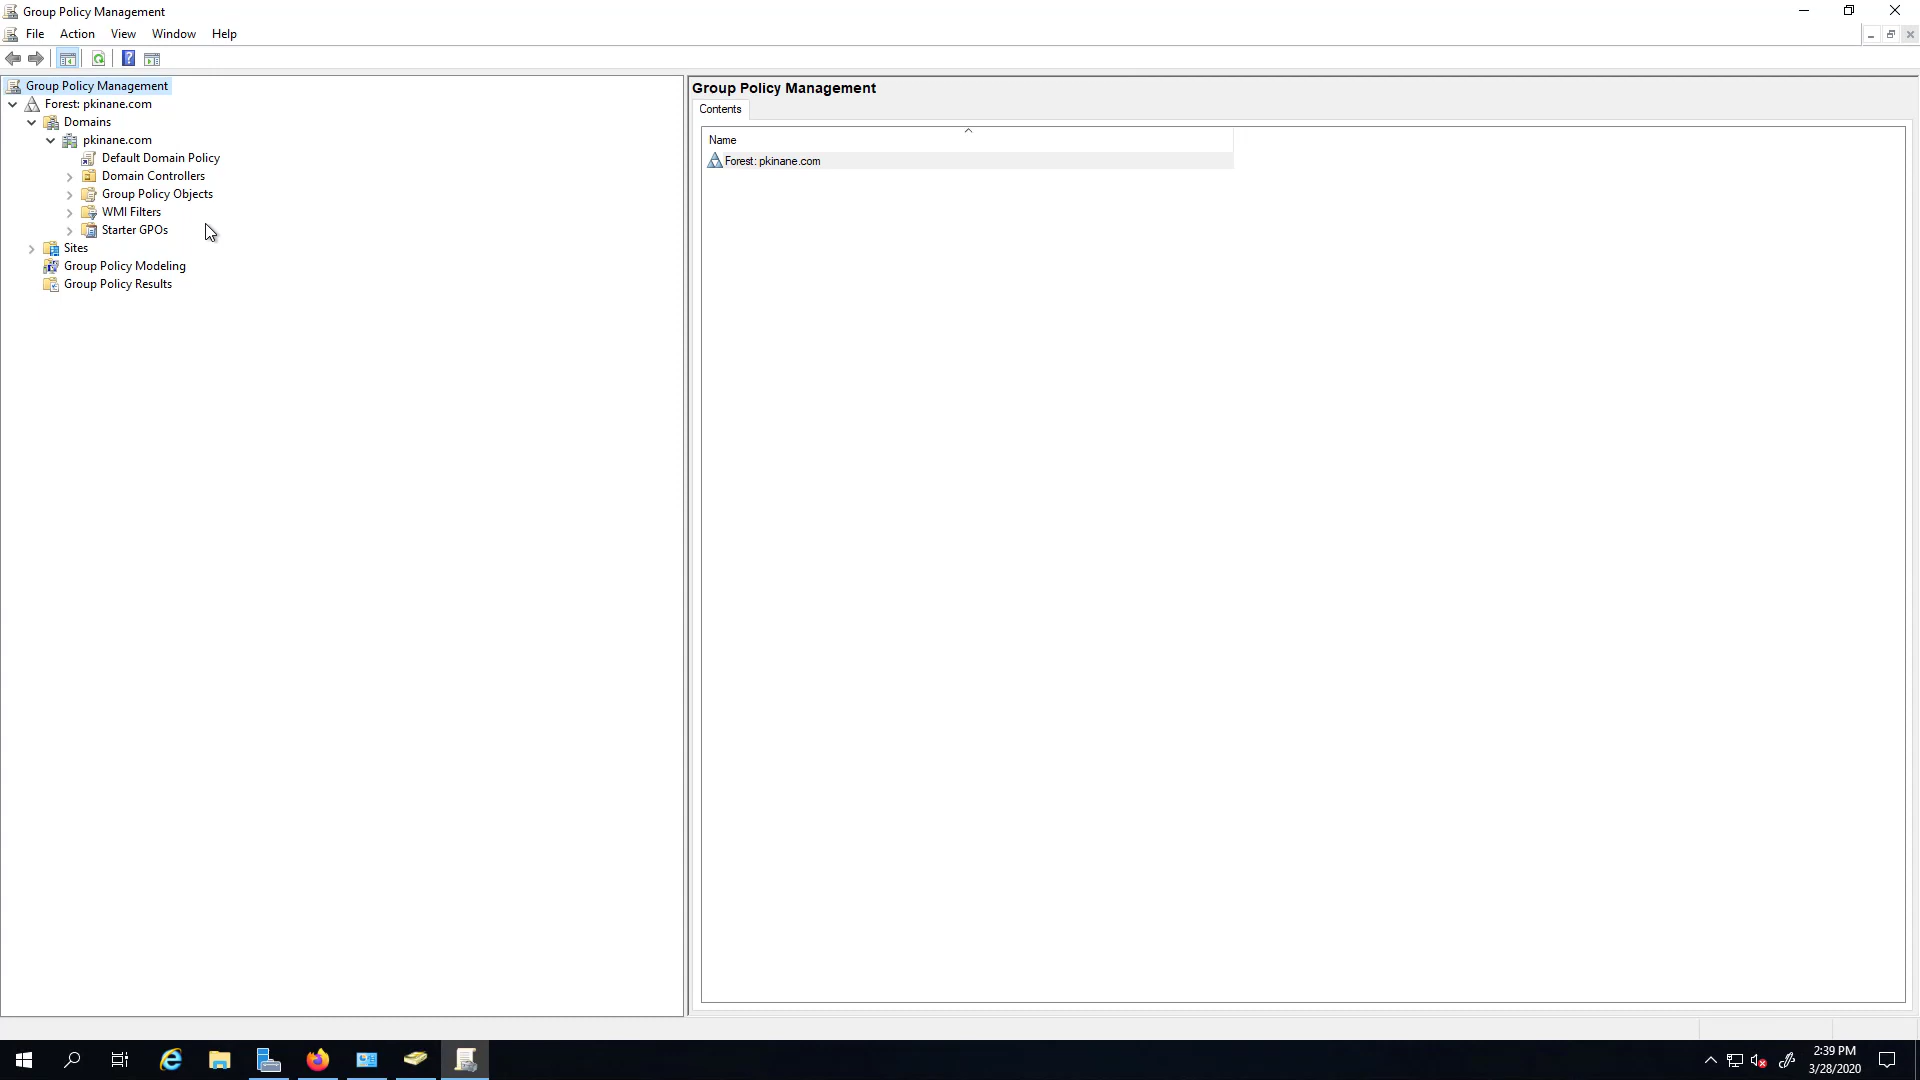 Group Policy Management
File Action View Window Help
Group Policy Management
Forest: pkinane.com
Domains
pkinane.com
Default Domain Policy
Domain Controllers
Group Policy Objects
WMI Filters
Starter GPOs
Sites
Group Policy Modeling
Group Policy Results
Group Policy Management
Contents
Name
Forest: pkinane.com
2:39 PM
3/28/2020